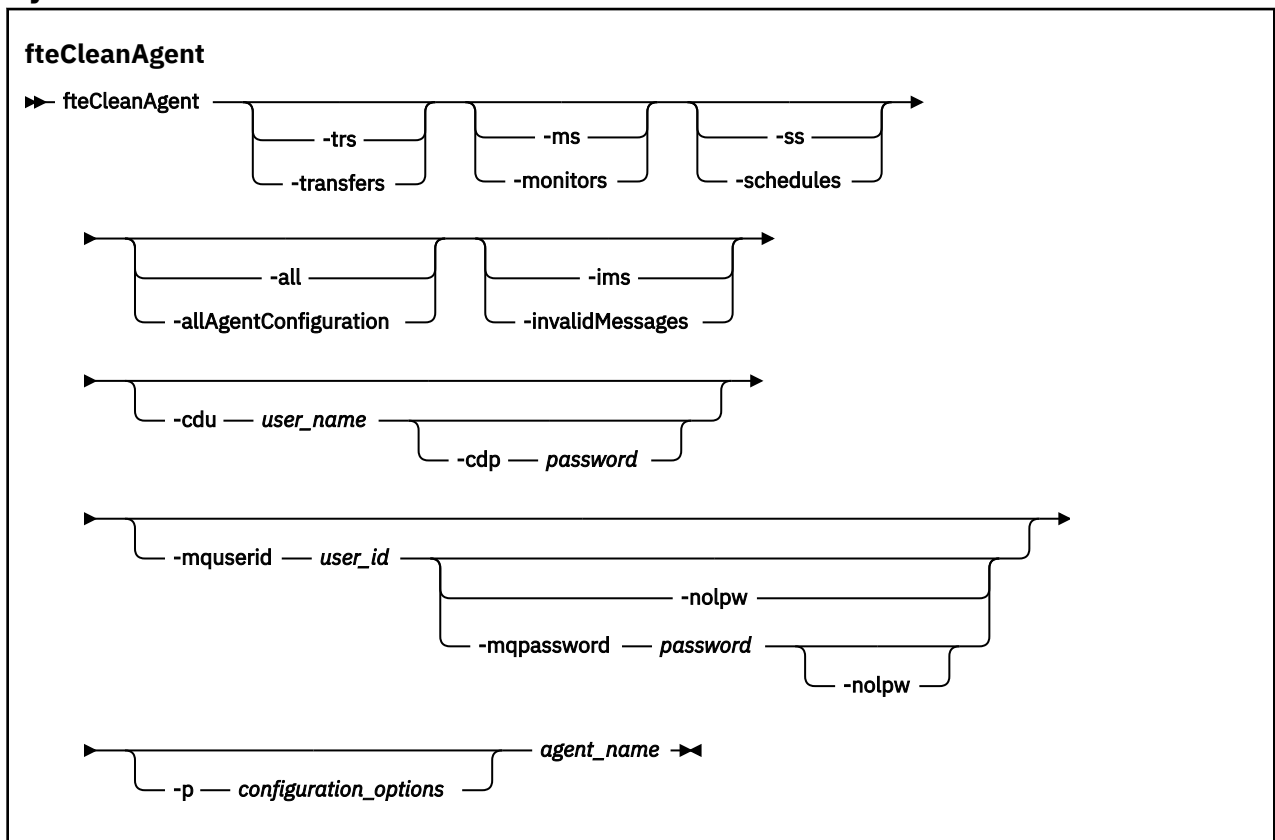 fteCleanAgent
fteCleanAgent
-trs -ms -ss
-transfers -monitors -schedules
-all -ims
-allAgentConfiguration -invalidMessages
-cdu user_name
-cdp password
-mquserid user_id
-nolpw
-mqpassword password
-nolpw
agent_name
-p configuration_options